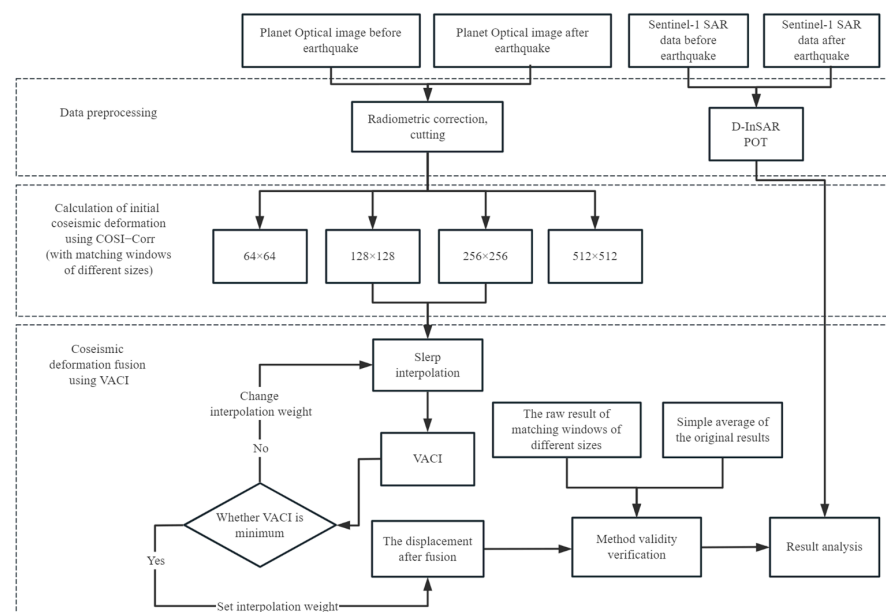 Planet Optical image before
earthquake
Planet Optical image after
earthquake
Sentinel-1 SAR
data before
earthquake
Sentinel-1 SAR
data after
earthquake
Data preprocessing
Radiometric correction,
cutting
D-InSAR
POT
Calculation of initial
coseismic deformation
using COSI−Corr
(with matching windows
of different sizes)
64×64
128×128
256×256
512×512
Coseismic
deformation fusion
using VACI
Slerp
interpolation
Change
interpolation weight
No
VACI
The raw result of
matching windows of
different sizes
Simple average of
the original results
Whether VACI is
minimum
Yes
Set interpolation weight
The displacement
after fusion
Method validity
verification
Result analysis